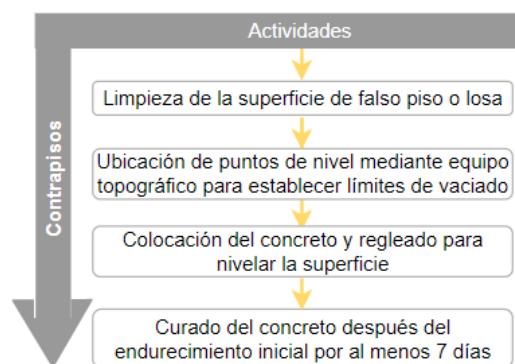 Actividades
Contrapisos
Limpieza de la superficie de falso piso o losa
Ubicación de puntos de nivel mediante equipo
topográfico para establecer límites de vaciado
Colocación del concreto y regleado para
nivelar la superficie
Curado del concreto después del
endurecimiento inicial por al menos 7 días